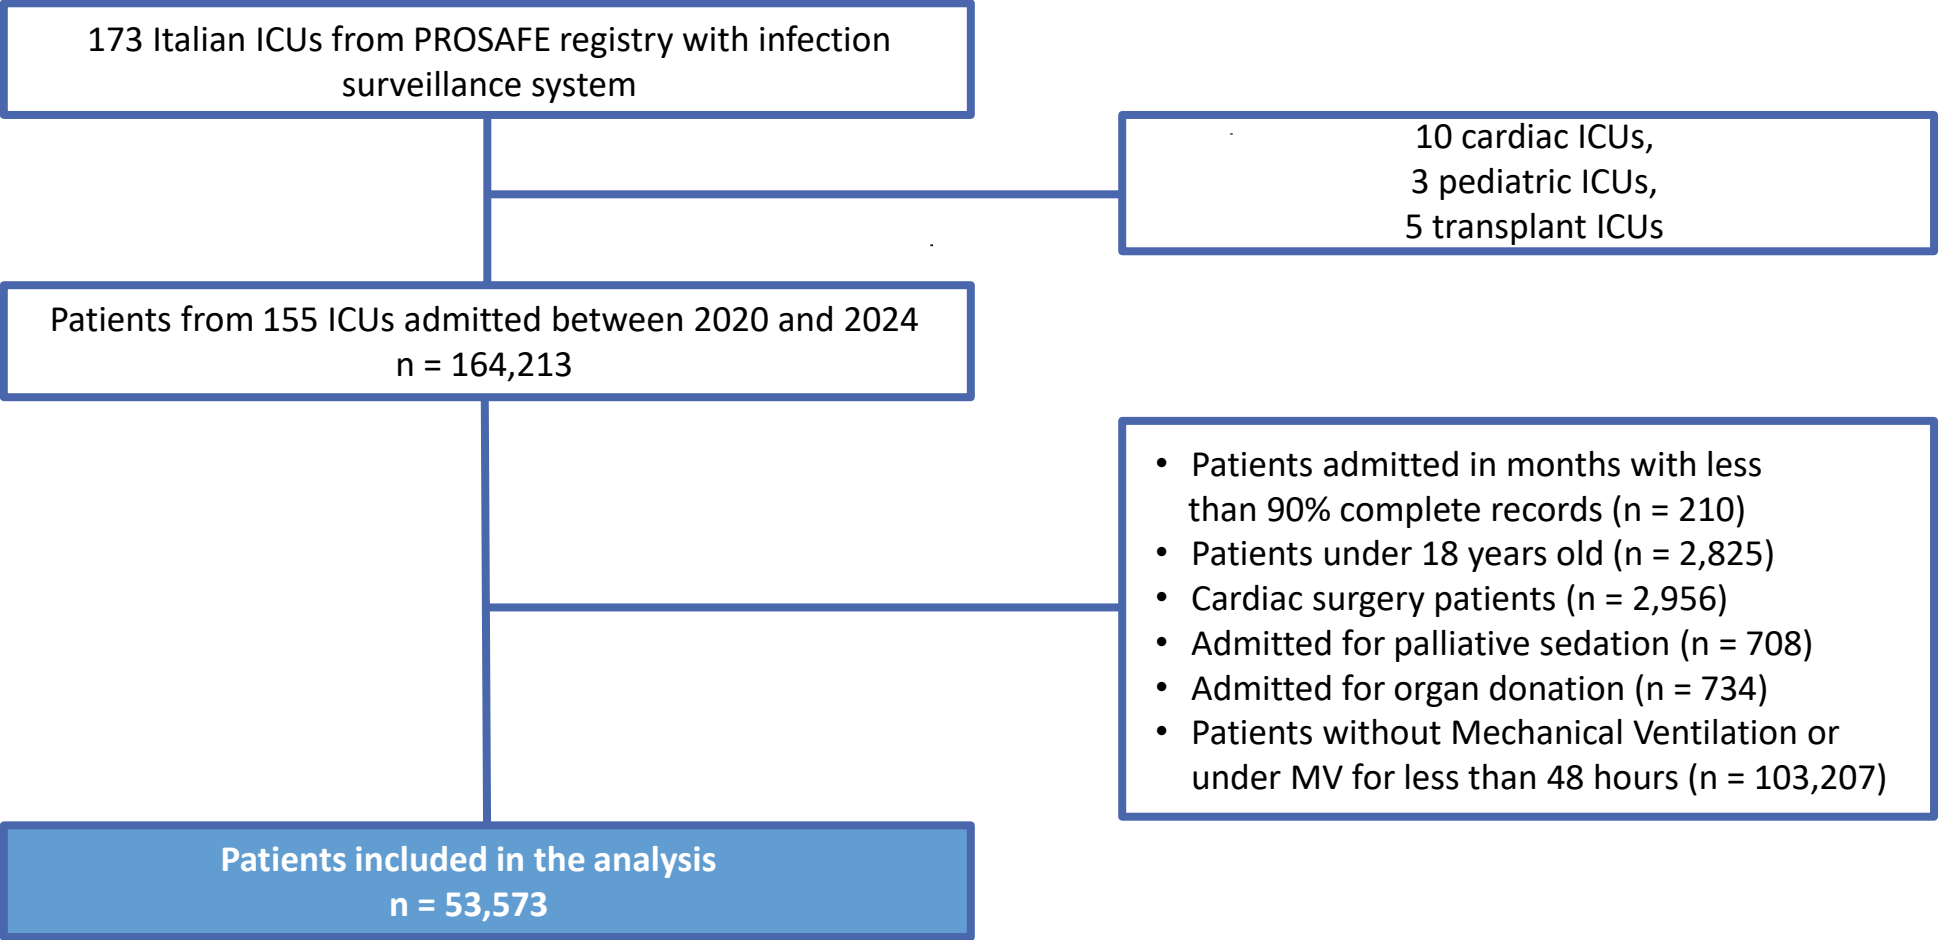 173 Italian ICUs from PROSAFE registry with infection
surveillance system
10 cardiac ICUs,
3 pediatric ICUs,
5 transplant ICUs
Patients from 155 ICUs admitted between 2020 and 2024
n = 164,213
• Patients admitted in months with less
than 90% complete records (n = 210)
• Patients under 18 years old (n = 2,825)
• Cardiac surgery patients (n = 2,956)
• Admitted for palliative sedation (n = 708)
• Admitted for organ donation (n = 734)
• Patients without Mechanical Ventilation or
under MV for less than 48 hours (n = 103,207)
Patients included in the analysis
n = 53,573